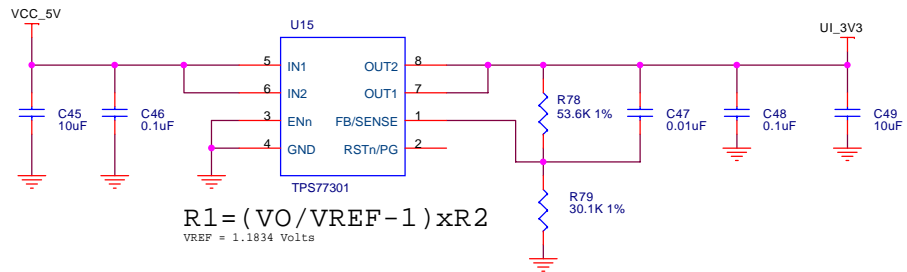 VCC_5V
U15
UI_3V3
5 IN1 OUT2 8
6 IN2 OUT1 7
3 ENn FB/SENSE 1
4 GND RSTn/PG 2
TPS77301
C45
10uF
C46
0.1uF
R78
53.6K 1%
C47
0.01uF
C48
0.1uF
C49
10uF
R79
30.1K 1%
R1=(VO/VREF-1)xR2
VREF = 1.1834 Volts